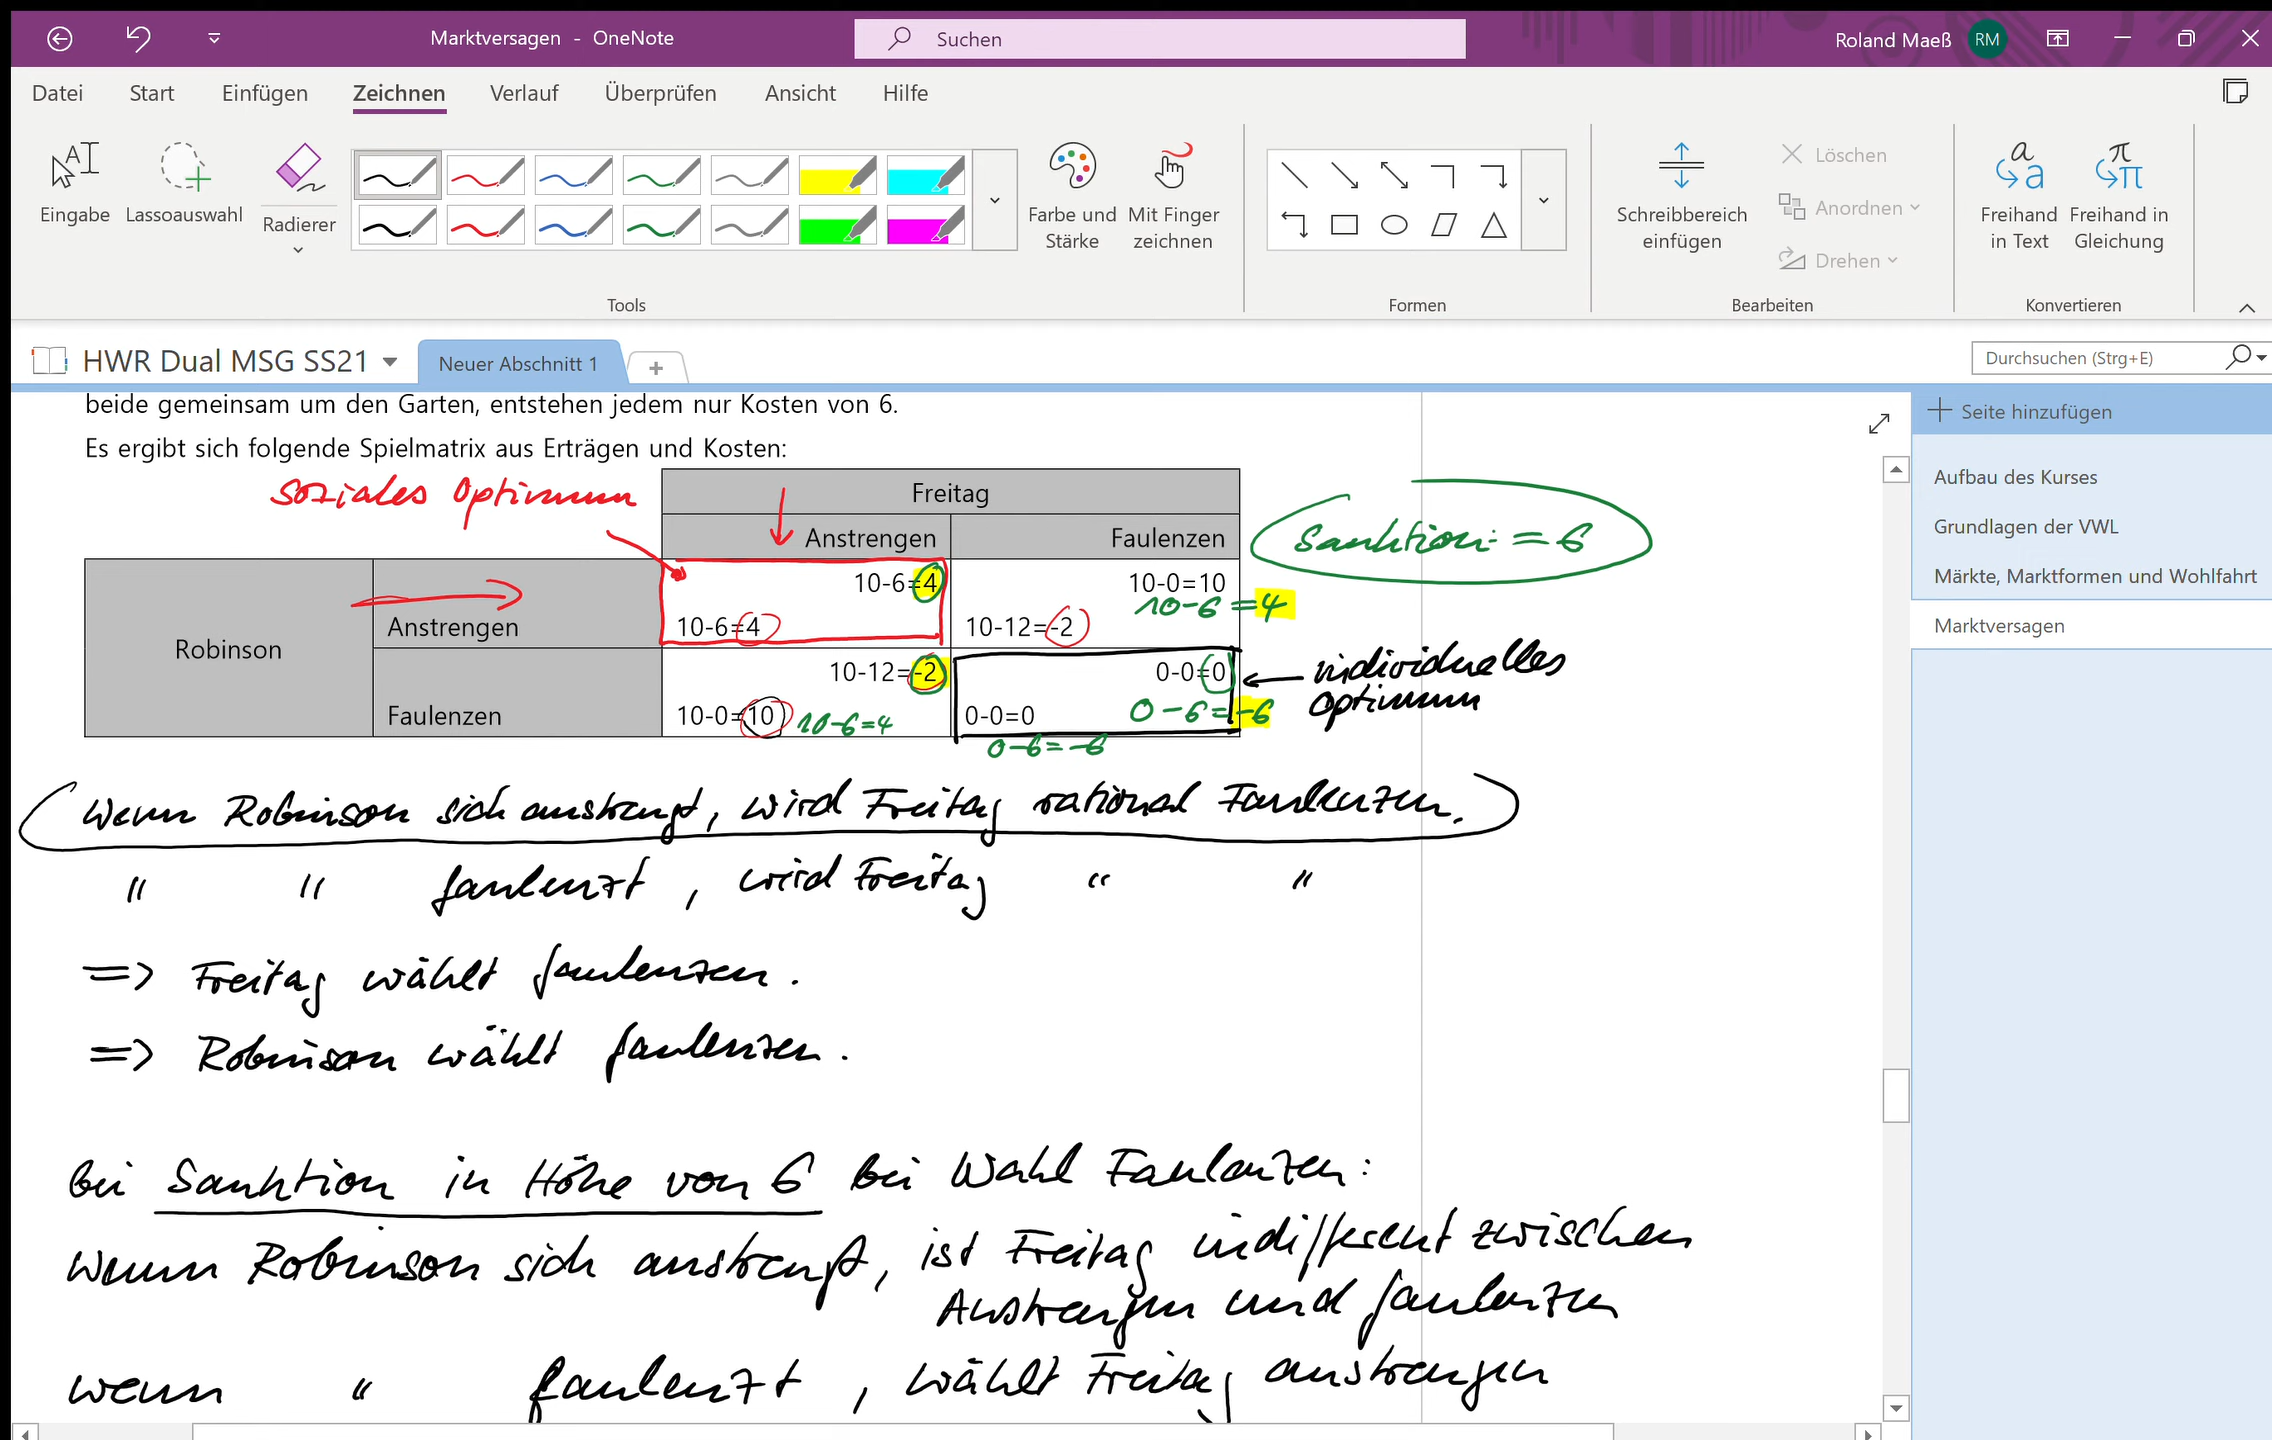 Marktversagen - OneNote
Suchen
Roland Maeß RM
Datei Start Einfügen Zeichnen Verlauf Überprüfen Ansicht Hilfe
Eingabe Lassoauswahl Radierer
Farbe und Stärke
Mit Finger zeichnen
Schreibbereich einfügen
Löschen
Anordnen
Drehen
Freihand in Text
Freihand in Gleichung
Tools Formen Bearbeiten Konvertieren
HWR Dual MSG SS21
Neuer Abschnitt 1
Durchsuchen (Strg+E)
Seite hinzufügen
Aufbau des Kurses
Grundlagen der VWL
Märkte, Marktformen und Wohlfahrt
Marktversagen
beide gemeinsam um den Garten, entstehen jedem nur Kosten von 6.
Es ergibt sich folgende Spielmatrix aus Erträgen und Kosten:
soziales Optimum
Freitag
Anstrengen Faulenzen
Sanktion: = 6
Robinson
Anstrengen
10-6=4
10-6=4
10-0=10
10-6=4
10-12=-2
Faulenzen
10-12=-2
10-0=10
10-6=4
0-0=0
0-6=-6
0-0=0
0-6=-6
individuelles
Optimum
Wenn Robinson sich anstrengt, wird Freitag rational Faulenzen.
" " faulenzt, wird Freitag " "
=> Freitag wählt faulenzen.
=> Robinson wählt faulenzen.
bei Sanktion in Höhe von 6 bei Wahl Faulenzen:
wenn Robinson sich anstrengt, ist Freitag indifferent zwischen
Anstrengen und faulenzen
wenn " faulenzt, wählt Freitag anstrengen